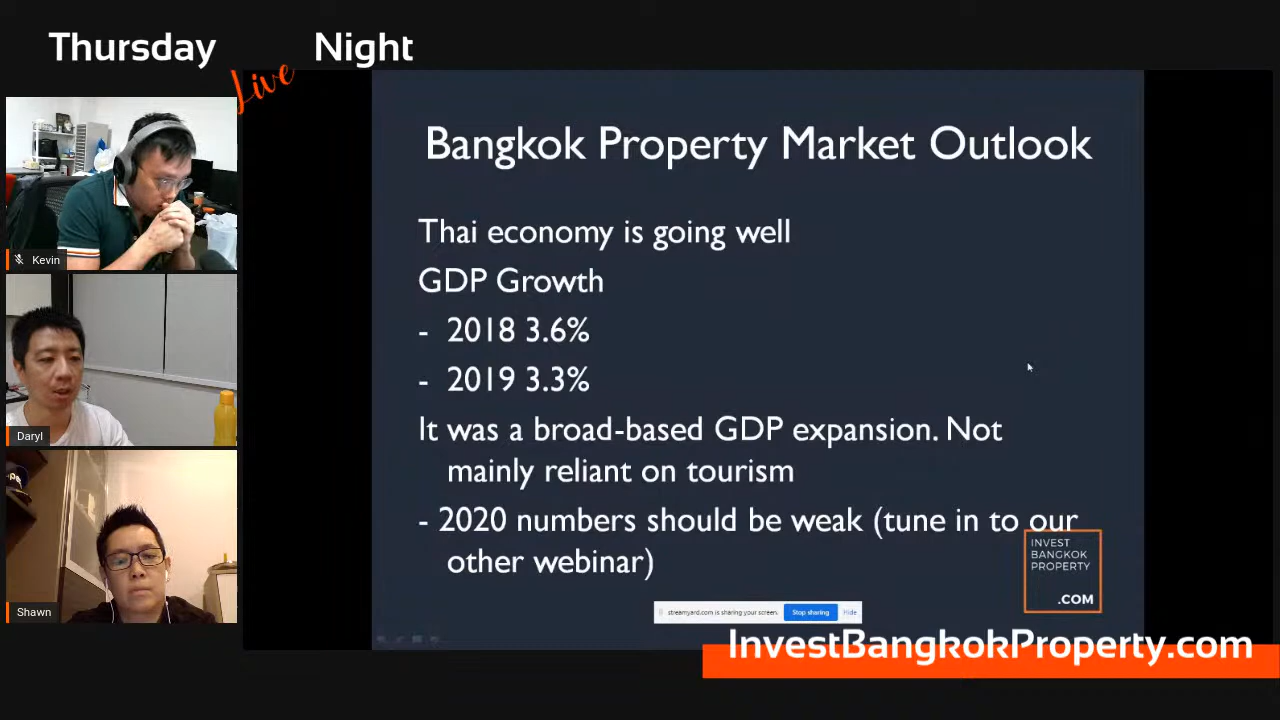 Thursday Live Night
Kevin
Daryl
Shawn
Bangkok Property Market Outlook
Thai economy is going well
GDP Growth
- 2018 3.6%
- 2019 3.3%
It was a broad-based GDP expansion. Not
mainly reliant on tourism
- 2020 numbers should be weak (tune in to our
other webinar)
INVEST
BANGKOK
PROPERTY
.COM
streamyard.com is sharing your screen.
Stop sharing
Hide
InvestBangkokProperty.com